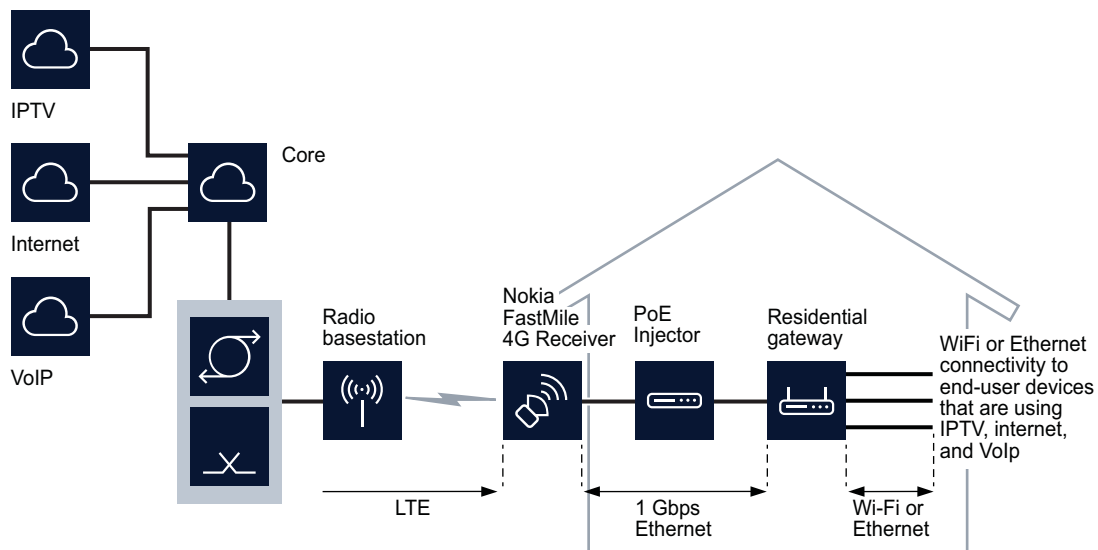 IPTV
Internet
VoIP
Core
Radio
basestation
Nokia
FastMile
4G Receiver
PoE
Injector
Residential
gateway
WiFi or Ethernet
connectivity to
end-user devices
that are using
IPTV, internet,
and VoIp
LTE
1 Gbps
Ethernet
Wi-Fi or
Ethernet